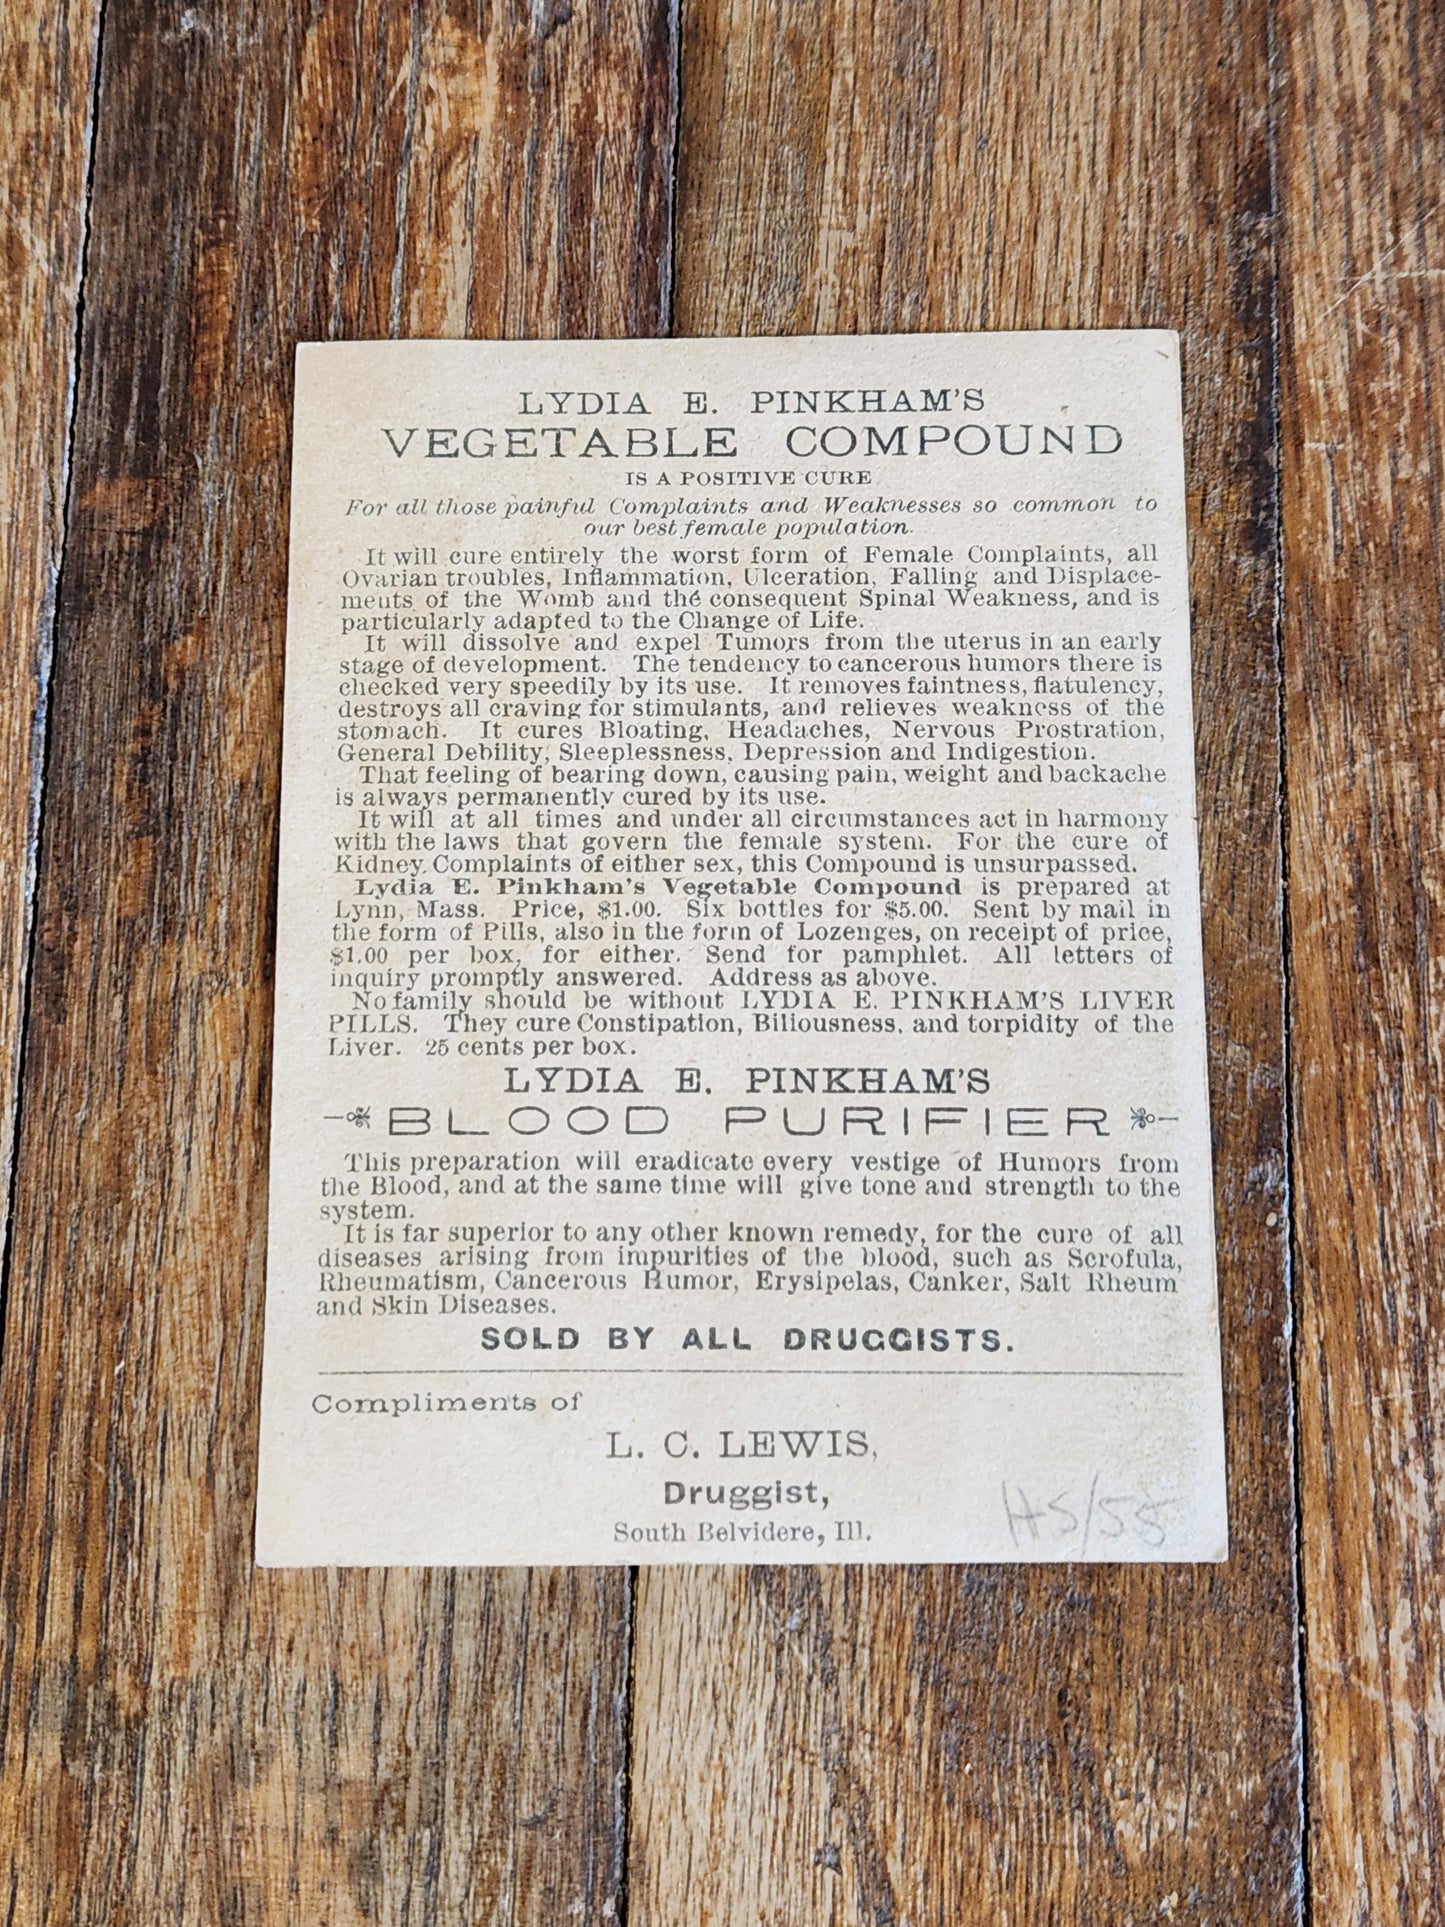 LYDIA E. PINKHAM'S
VEGETABLE COMPOUND
IS A POSITIVE CURE
For all those painful Complaints and Weaknesses so common to
our best female population.
It will cure entirely the worst form of Female Complaints, all
Ovarian troubles, Inflammation, Ulceration, Falling and Displace-
ments of the Womb and the consequent Spinal Weakness, and is
particularly adapted to the Change of Life.
It will dissolve and expel Tumors from the uterus in an early
stage of development. The tendency to cancerous humors there is
checked very speedily by its use. It removes faintness, flatulency,
destroys all craving for stimulants, and relieves weakness of the
stomach. It cures Bloating, Headaches, Nervous Prostration,
General Debility, Sleeplessness, Depression and Indigestion.
That feeling of bearing down, causing pain, weight and backache
is always permanently cured by its use.
It will at all times and under all circumstances act in harmony
with the laws that govern the female system. For the cure of
Kidney Complaints of either sex, this Compound is unsurpassed.
Lydia E. Pinkham's Vegetable Compound is prepared at
Lynn, Mass. Price, $1.00. Six bottles for $5.00. Sent by mail in
the form of Pills, also in the form of Lozenges, on receipt of price,
$1.00 per box, for either. Send for pamphlet. All letters of
inquiry promptly answered. Address as above.
No family should be without LYDIA E. PINKHAM'S LIVER
PILLS. They cure Constipation, Biliousness, and torpidity of the
Liver. 25 cents per box.
LYDIA E. PINKHAM'S
BLOOD PURIFIER
This preparation will eradicate every vestige of Humors from
the Blood, and at the same time will give tone and strength to the
system.
It is far superior to any other known remedy, for the cure of all
diseases arising from impurities of the blood, such as Scrofula,
Rheumatism, Cancerous Humor, Erysipelas, Canker, Salt Rheum
and Skin Diseases.
SOLD BY ALL DRUGGISTS.
Compliments of
L. C. LEWIS,
Druggist,
South Belvidere, Ill.
HS/55